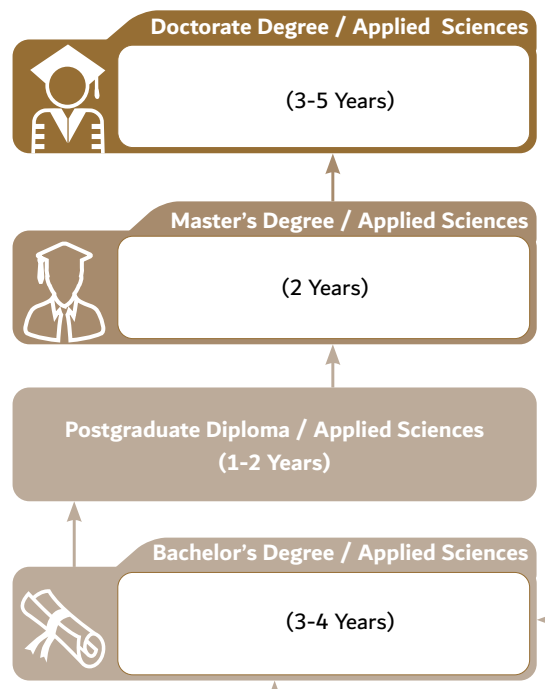 Doctorate Degree / Applied Sciences
(3-5 Years)
Master's Degree / Applied Sciences
(2 Years)
Postgraduate Diploma / Applied Sciences
(1-2 Years)
Bachelor's Degree / Applied Sciences
(3-4 Years)